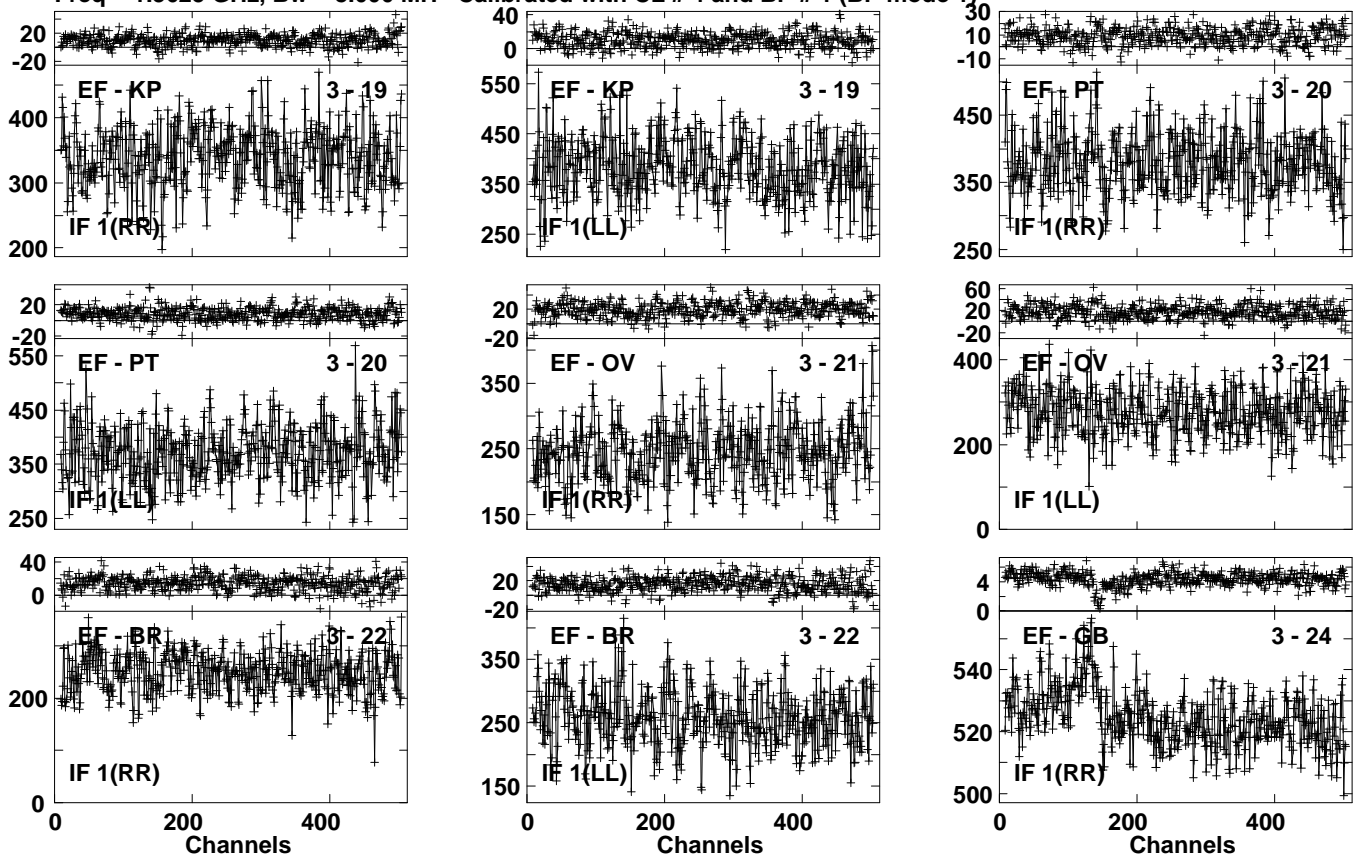 40
30
20
-20
0
10
-10
EF - KP 3 - 19
EF - KP 3 - 19
EF - PT 3 - 20
400
300
200
550
450
350
250
450
350
250
IF 1(RR)
IF 1(LL)
IF 1(RR)
20
-20
20
-20
60
20
-20
EF - PT 3 - 20
EF - OV 3 - 21
EF - OV 3 - 21
550
450
350
250
350
250
150
400
200
0
IF 1(LL)
IF 1(RR)
IF 1(LL)
40
0
20
-20
4
0
EF - BR 3 - 22
EF - BR 3 - 22
EF - GB 3 - 24
200
0
350
250
150
540
520
500
IF 1(RR)
IF 1(LL)
IF 1(RR)
0 200 400
0 200 400
0 200 400
Channels
Channels
Channels